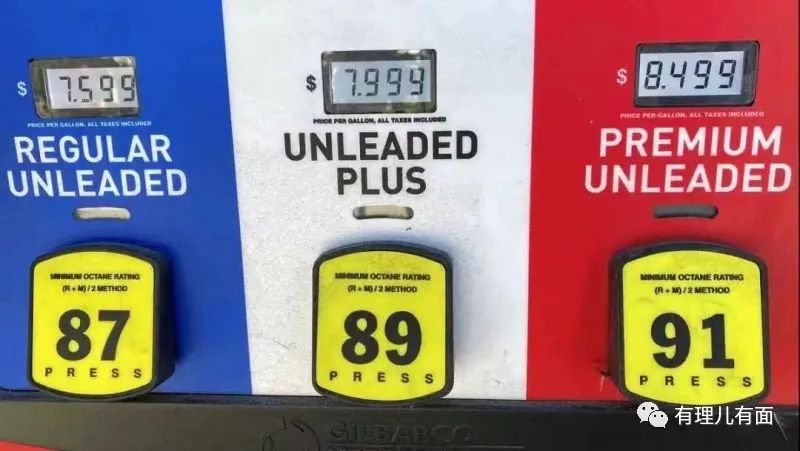 $ 7.599
PRICE PER GALLON, ALL TAXES INCLUDED
REGULAR
UNLEADED
MINIMUM OCTANE RATING
(R + M) / 2 METHOD
87
PRESS
$ 7.999
PRICE PER GALLON, ALL TAXES INCLUDED
UNLEADED
PLUS
MINIMUM OCTANE RATING
(R + M) / 2 METHOD
89
PRESS
$ 8.499
PRICE PER GALLON, ALL TAXES INCLUDED
PREMIUM
UNLEADED
MINIMUM OCTANE RATING
(R + M) / 2 METHOD
91
PRESS
GILBARCO
有理儿有面